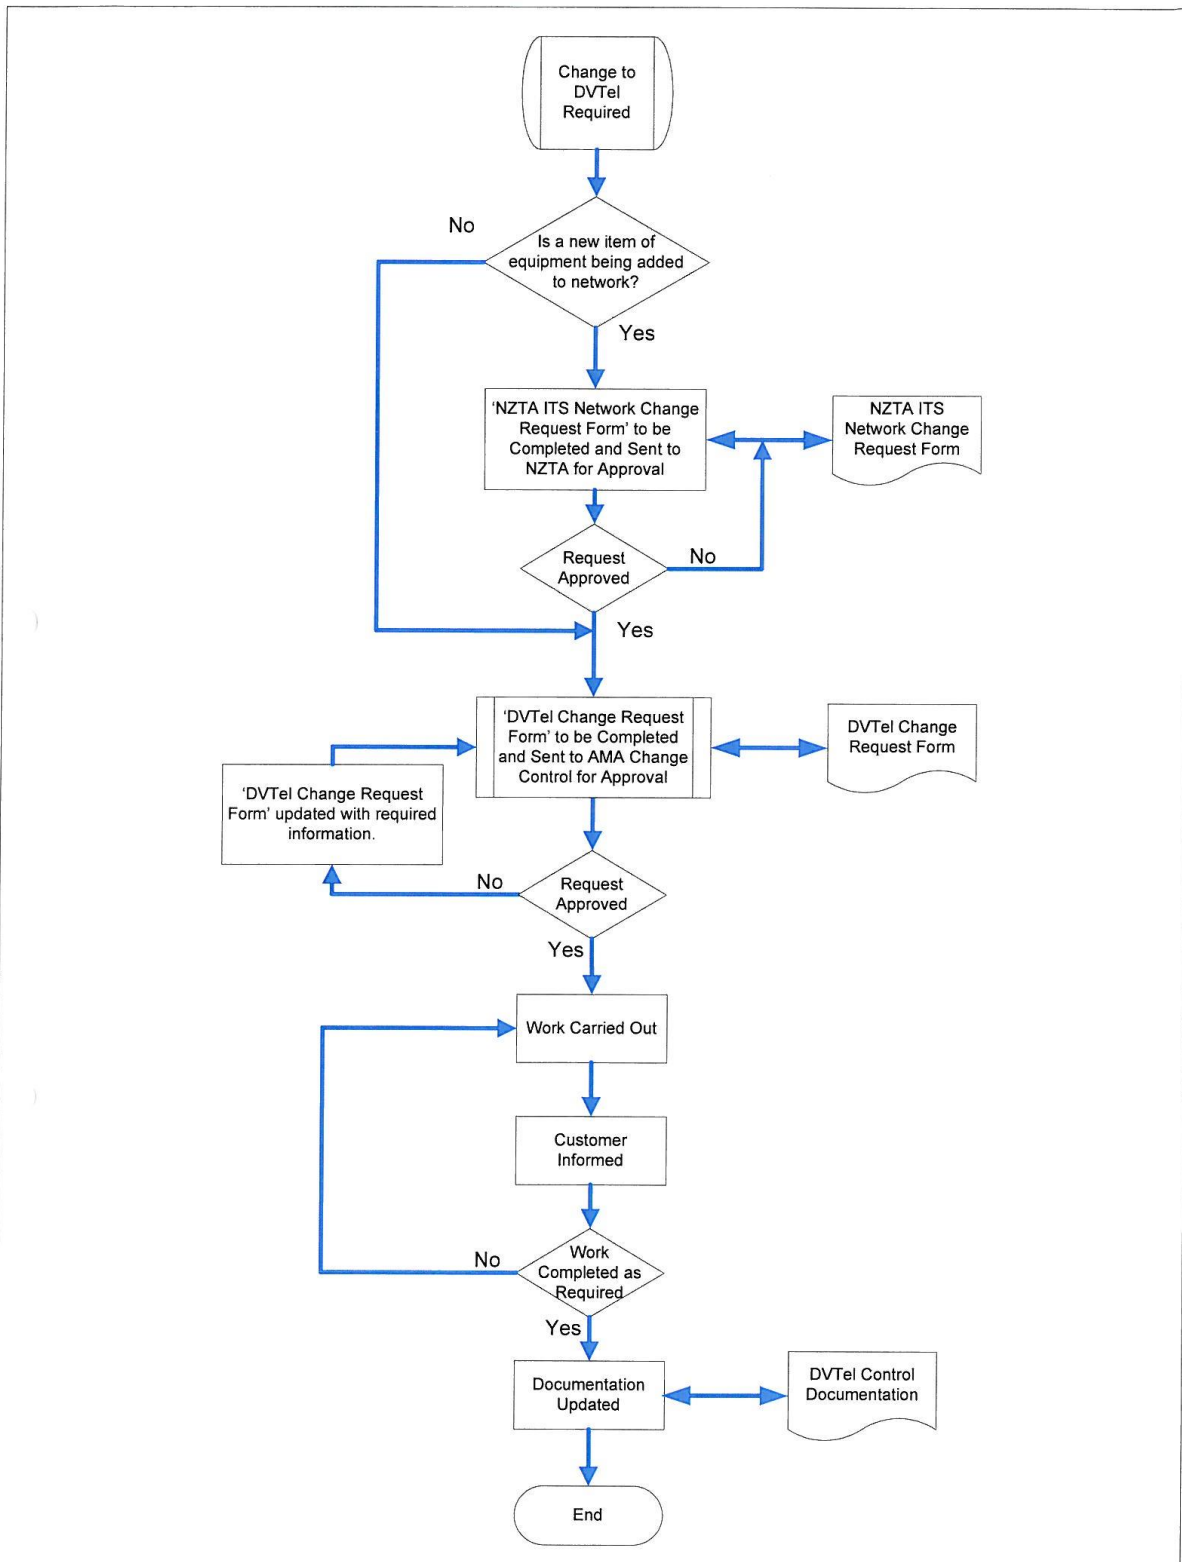 Change to
DVTel
Required
No
Is a new item of
equipment being added
to network?
Yes
‘NZTA ITS Network Change
Request Form’ to be
Completed and Sent to
NZTA for Approval
NZTA ITS
Network Change
Request Form
Request
Approved
No
Yes
‘DVTel Change Request
Form’ to be Completed
and Sent to AMA Change
Control for Approval
DVTel Change
Request Form
‘DVTel Change Request
Form’ updated with required
information.
No
Request
Approved
Yes
Work Carried Out
Customer
Informed
No
Work
Completed as
Required
Yes
Documentation
Updated
DVTel Control
Documentation
End